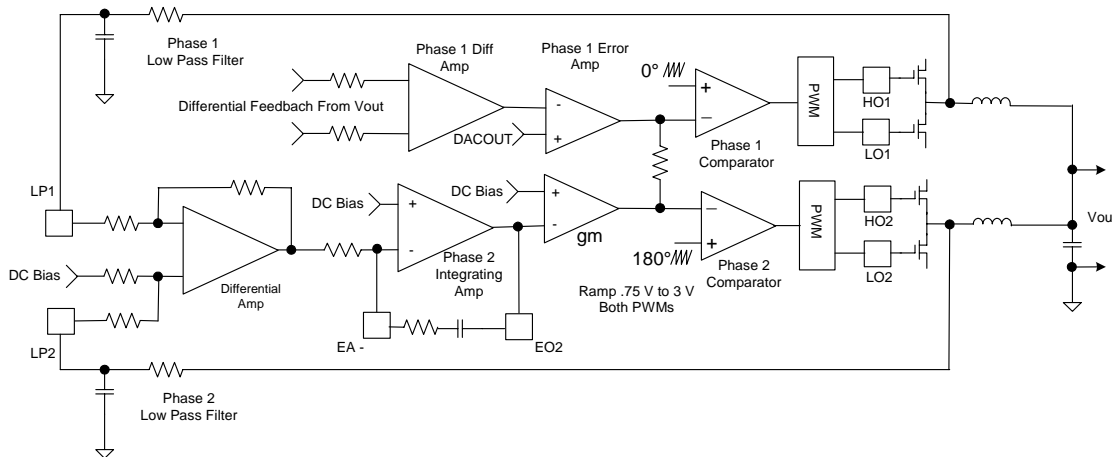 Phase 1
Low Pass Filter
Phase 1 Diff
Amp
Phase 1 Error
Amp
0°
+
−
Phase 1
Comparator
PWM
HO1
LO1
Differential Feedbach From Vout
-
+
DACOUT
LP1
DC Bias
Differential
Amp
LP2
DC Bias
+
-
Phase 2
Integrating
Amp
EA -
EO2
DC Bias
+
-
gm
180°
−
+
Phase 2
Comparator
Ramp .75 V to 3 V
Both PWMs
PWM
HO2
LO2
Vou
Phase 2
Low Pass Filter